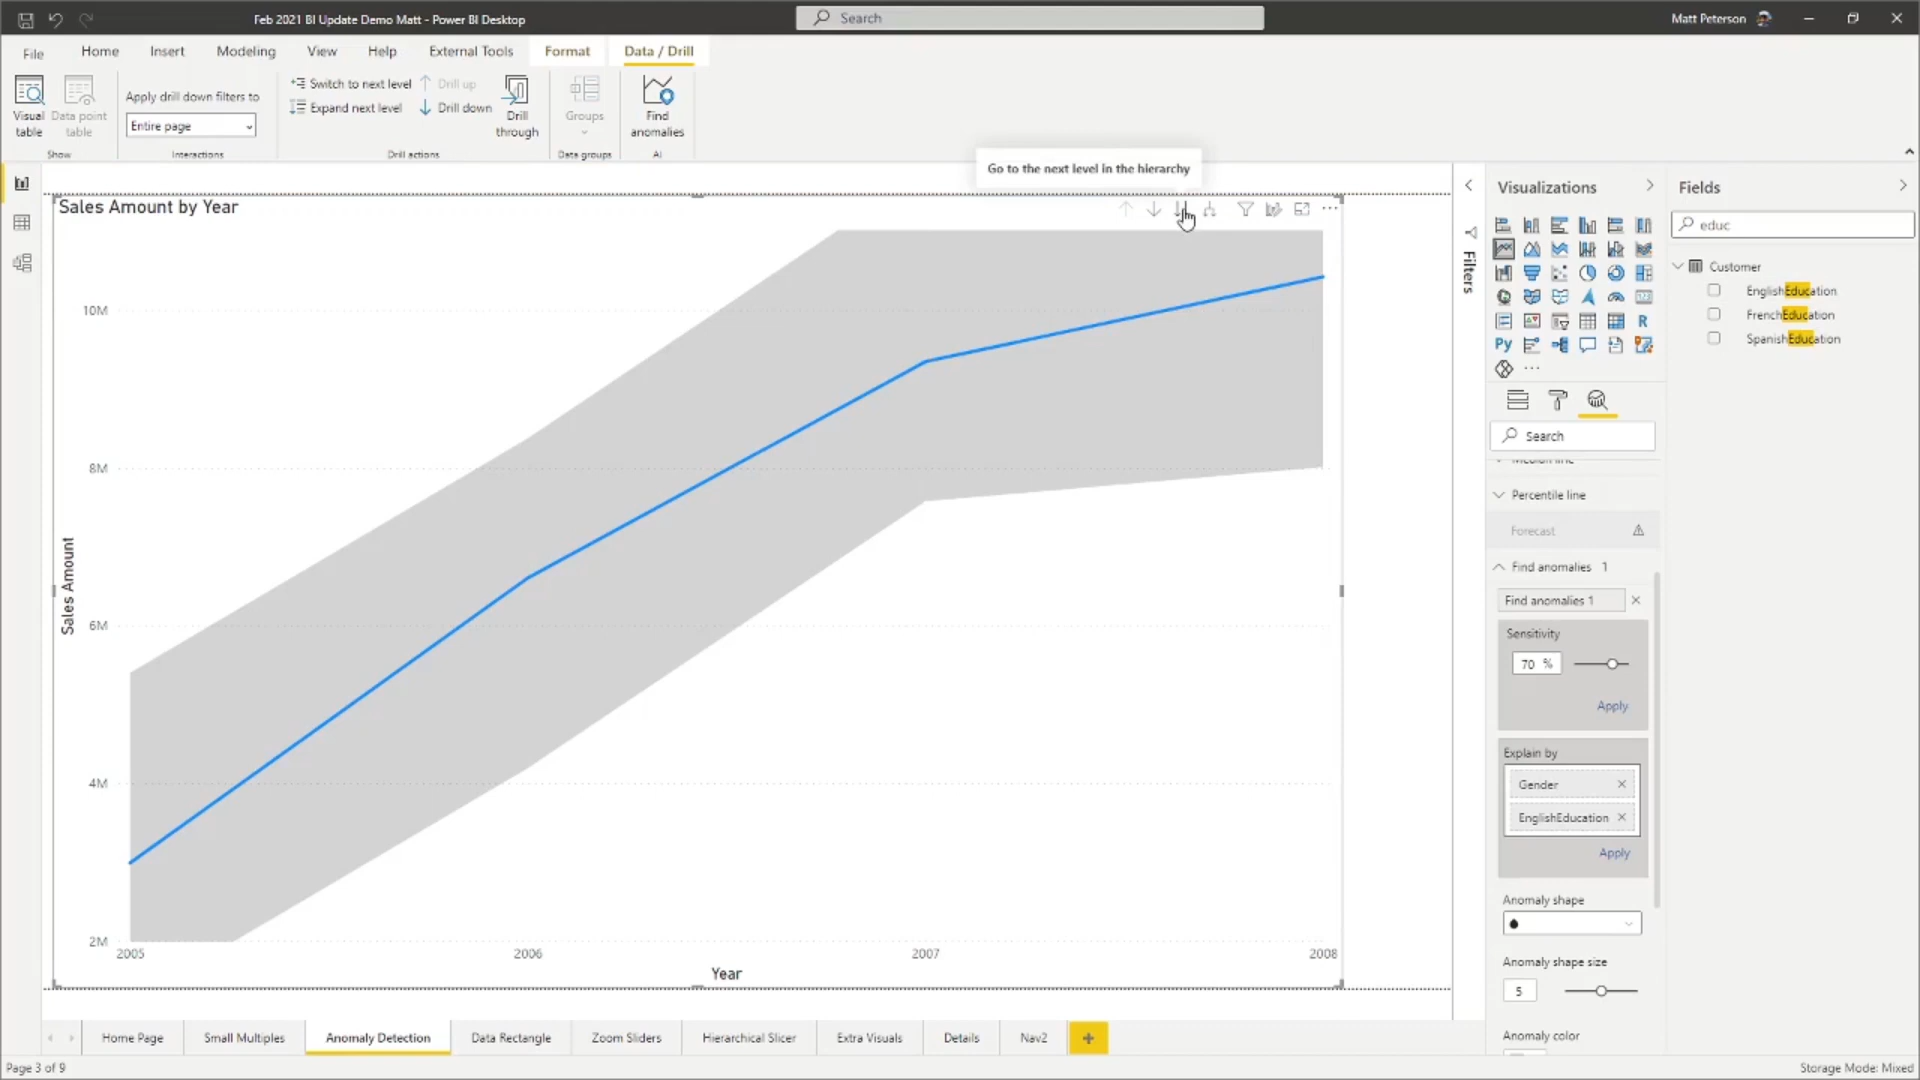 Feb 2021 BI Update Demo Matt - Power BI Desktop
Search
Matt Peterson
File
Home
Insert
Modeling
View
Help
External Tools
Format
Data / Drill
Visual table
Data point table
Show
Apply drill down filters to
Entire page
Interactions
Switch to next level
Expand next level
Drill up
Drill down
Drill through
Drill actions
Groups
Data groups
Find anomalies
AI
Go to the next level in the hierarchy
Sales Amount by Year
10M
8M
6M
4M
2M
Sales Amount
2005
2006
2007
2008
Year
Filters
Visualizations
R
Py
Search
Median line
Percentile line
Forecast
Find anomalies 1
Find anomalies 1
Sensitivity
70 %
Apply
Explain by
Gender
EnglishEducation
Apply
Anomaly shape
Anomaly shape size
5
Anomaly color
Fields
educ
Customer
EnglishEducation
FrenchEducation
SpanishEducation
Home Page
Small Multiples
Anomaly Detection
Data Rectangle
Zoom Sliders
Hierarchical Slicer
Extra Visuals
Details
Nav2
+
Page 3 of 9
Storage Mode: Mixed